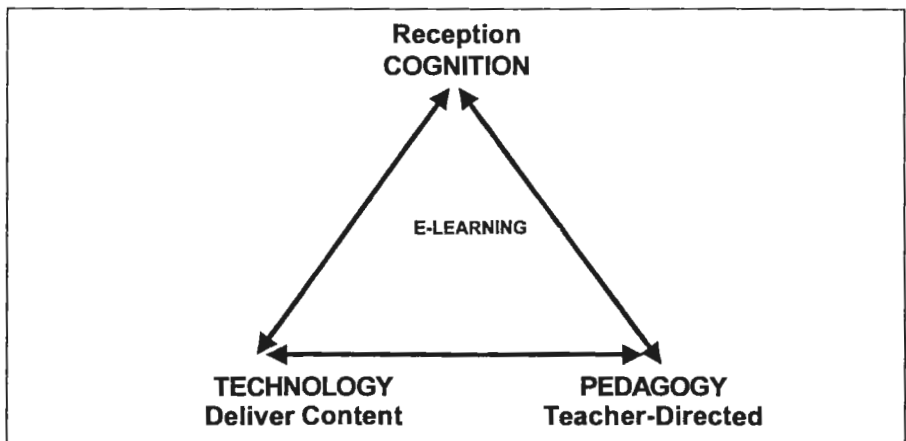 Reception
COGNITION
E-LEARNING
TECHNOLOGY
Deliver Content
PEDAGOGY
Teacher-Directed